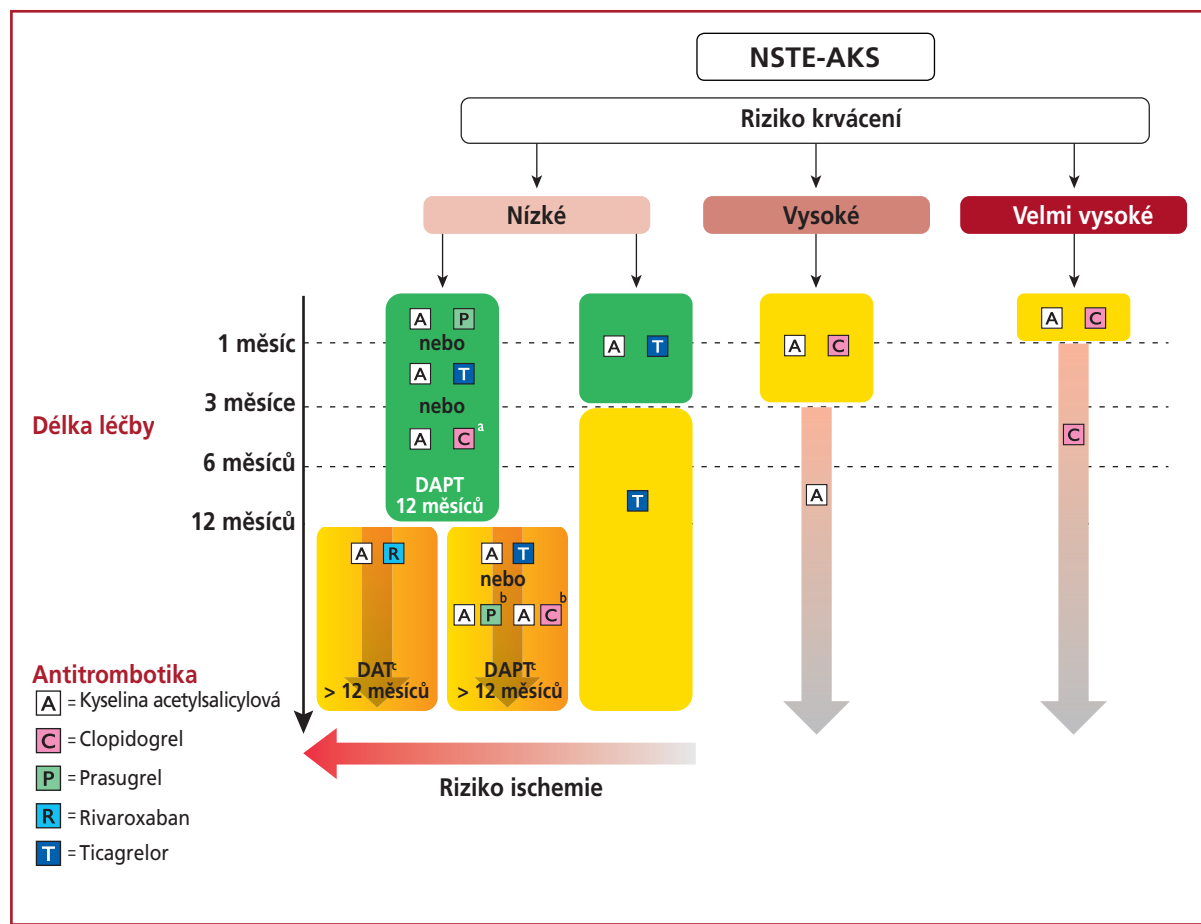 NSTE-AKS
Riziko krvácení
Nízké
Vysoké
Velmi vysoké
Délka léčby
1 měsíc
3 měsíce
6 měsíců
12 měsíců
A P
nebo
A T
nebo
A C a
DAPT
12 měsíců
A T
T
A C
A
A C
C
A R
DAT c
> 12 měsíců
A T
nebo
A P b A C b
DAPT c
> 12 měsíců
Riziko ischemie
Antitrombotika
A = Kyselina acetylsalicylová
C = Clopidogrel
P = Prasugrel
R = Rivaroxaban
T = Ticagrelor